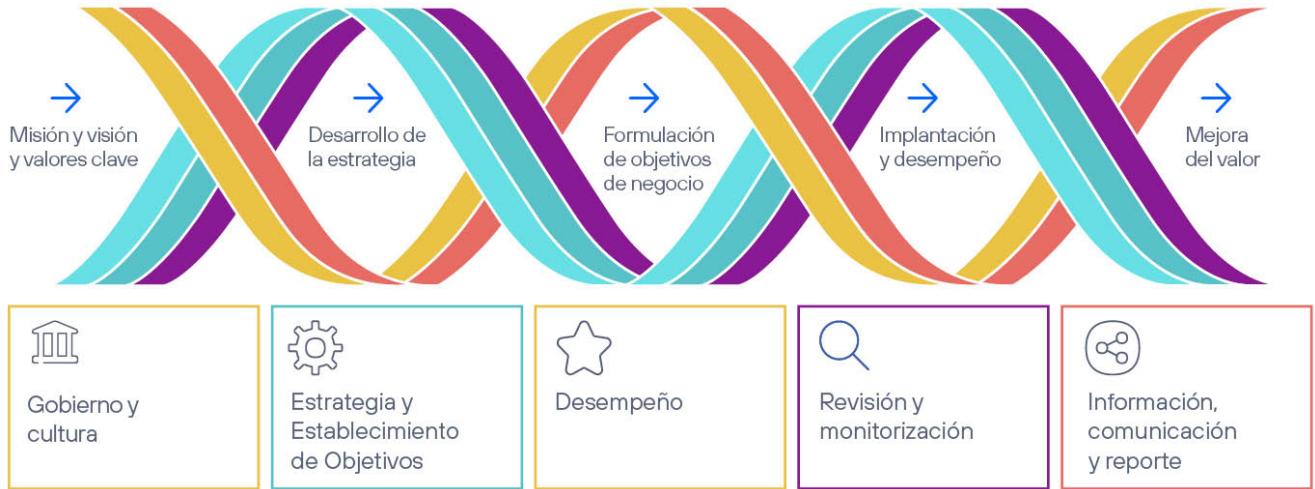 Misión y visión
y valores clave
Desarrollo de
la estrategia
Formulación
de objetivos
de negocio
Implantación
y desempeño
Mejora
del valor
Gobierno y
cultura
Estrategia y
Establecimiento
de Objetivos
Desempeño
Revisión y
monitorización
Información,
comunicación
y reporte